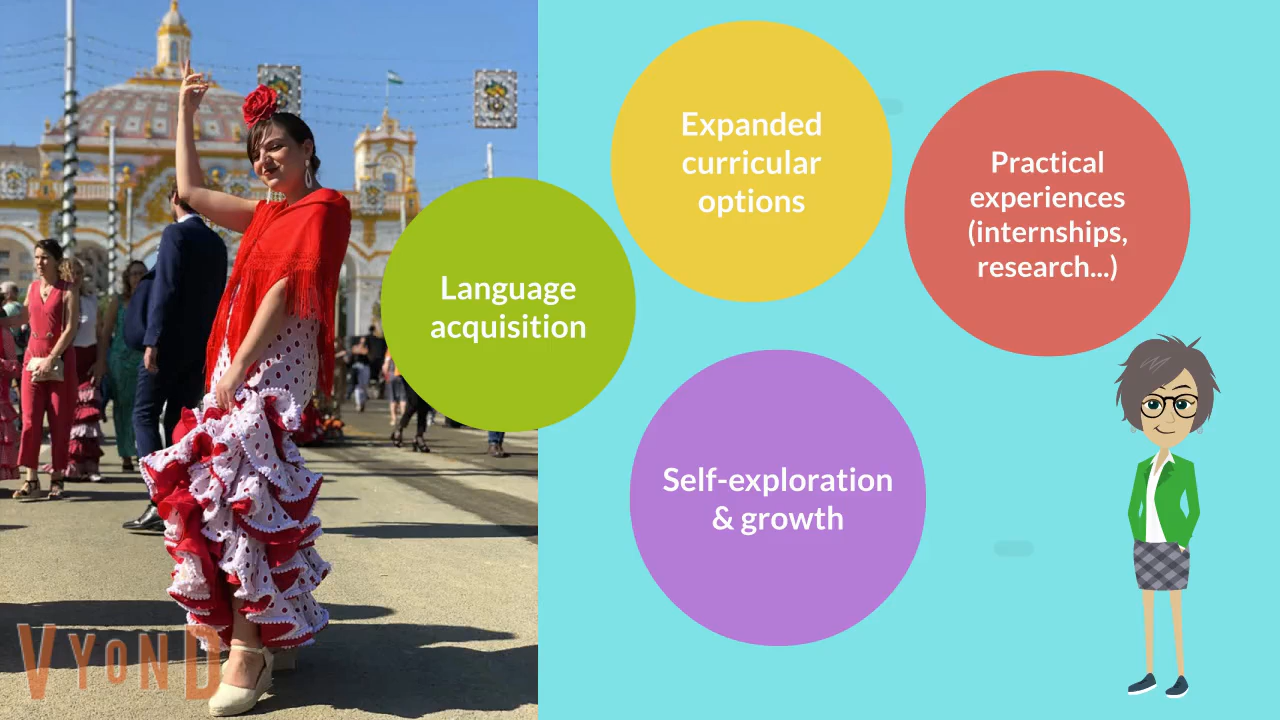 Expanded
curricular
options
Practical
experiences
(internships,
research...)
Language
acquisition
Self-exploration
& growth
VYOND